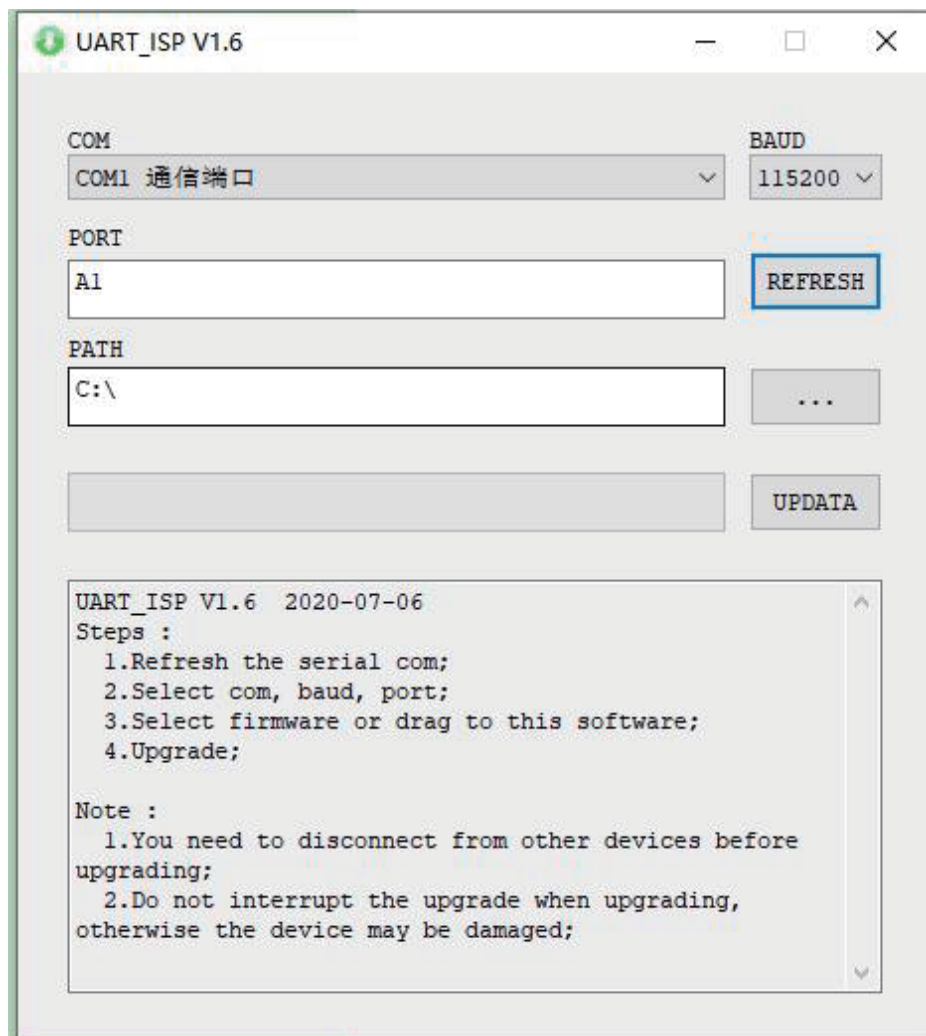 UART_ISP V1.6
COM
BAUD
COM1 通信端口
115200
PORT
A1
REFRESH
PATH
C:\
...
UPDATA
UART_ISP V1.6  2020-07-06
Steps :
  1.Refresh the serial com;
  2.Select com, baud, port;
  3.Select firmware or drag to this software;
  4.Upgrade;
Note :
  1.You need to disconnect from other devices before
upgrading;
  2.Do not interrupt the upgrade when upgrading,
otherwise the device may be damaged;